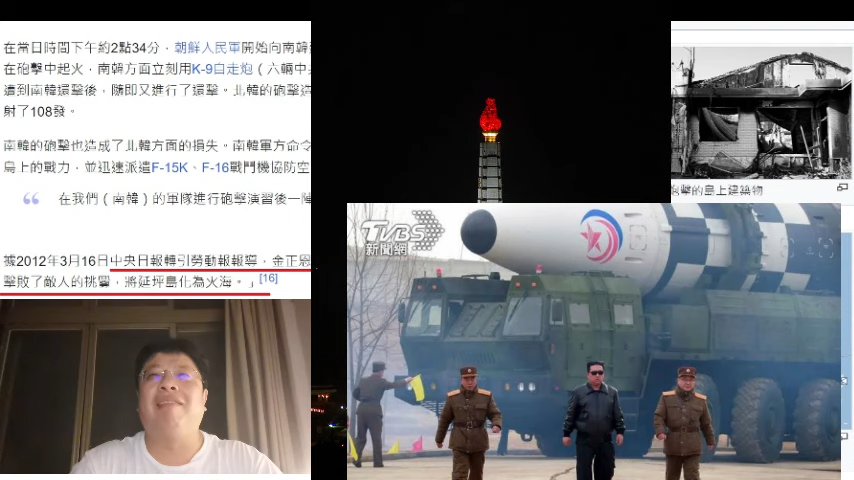 在當日時間下午約2點34分，朝鮮人民軍開始向南韓
在砲擊中起火，南韓方面立刻用K-9自走炮（六輛中
遭到南韓還擊後，隨即又進行了還擊。北韓的砲擊
射了108發。
南韓的砲擊也造成了北韓方面的損失。南韓軍方命令
島上的戰力，並迅速派遣F-15K、F-16戰鬥機協防空
“ 在我們（南韓）的軍隊進行砲擊演習後一
據2012年3月16日中央日報轉引勞動報報導，金正恩
擊敗了敵人的挑釁，將延坪島化為火海。」[16]
砲擊的島上建築物
TVBS
新聞網